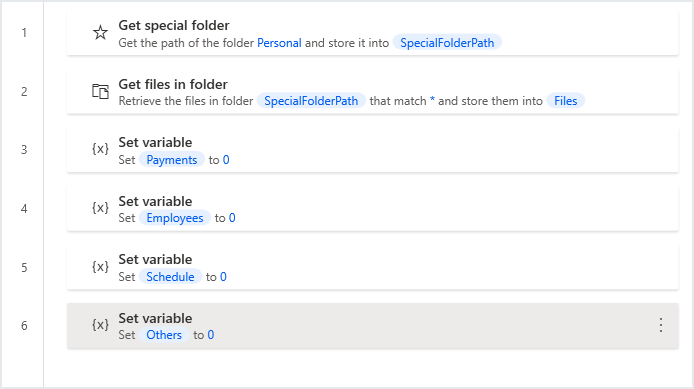 1
Get special folder
Get the path of the folder Personal and store it into SpecialFolderPath
2
Get files in folder
Retrieve the files in folder SpecialFolderPath that match * and store them into Files
3
{x} Set variable
Set Payments to 0
4
{x} Set variable
Set Employees to 0
5
{x} Set variable
Set Schedule to 0
6
{x} Set variable
Set Others to 0